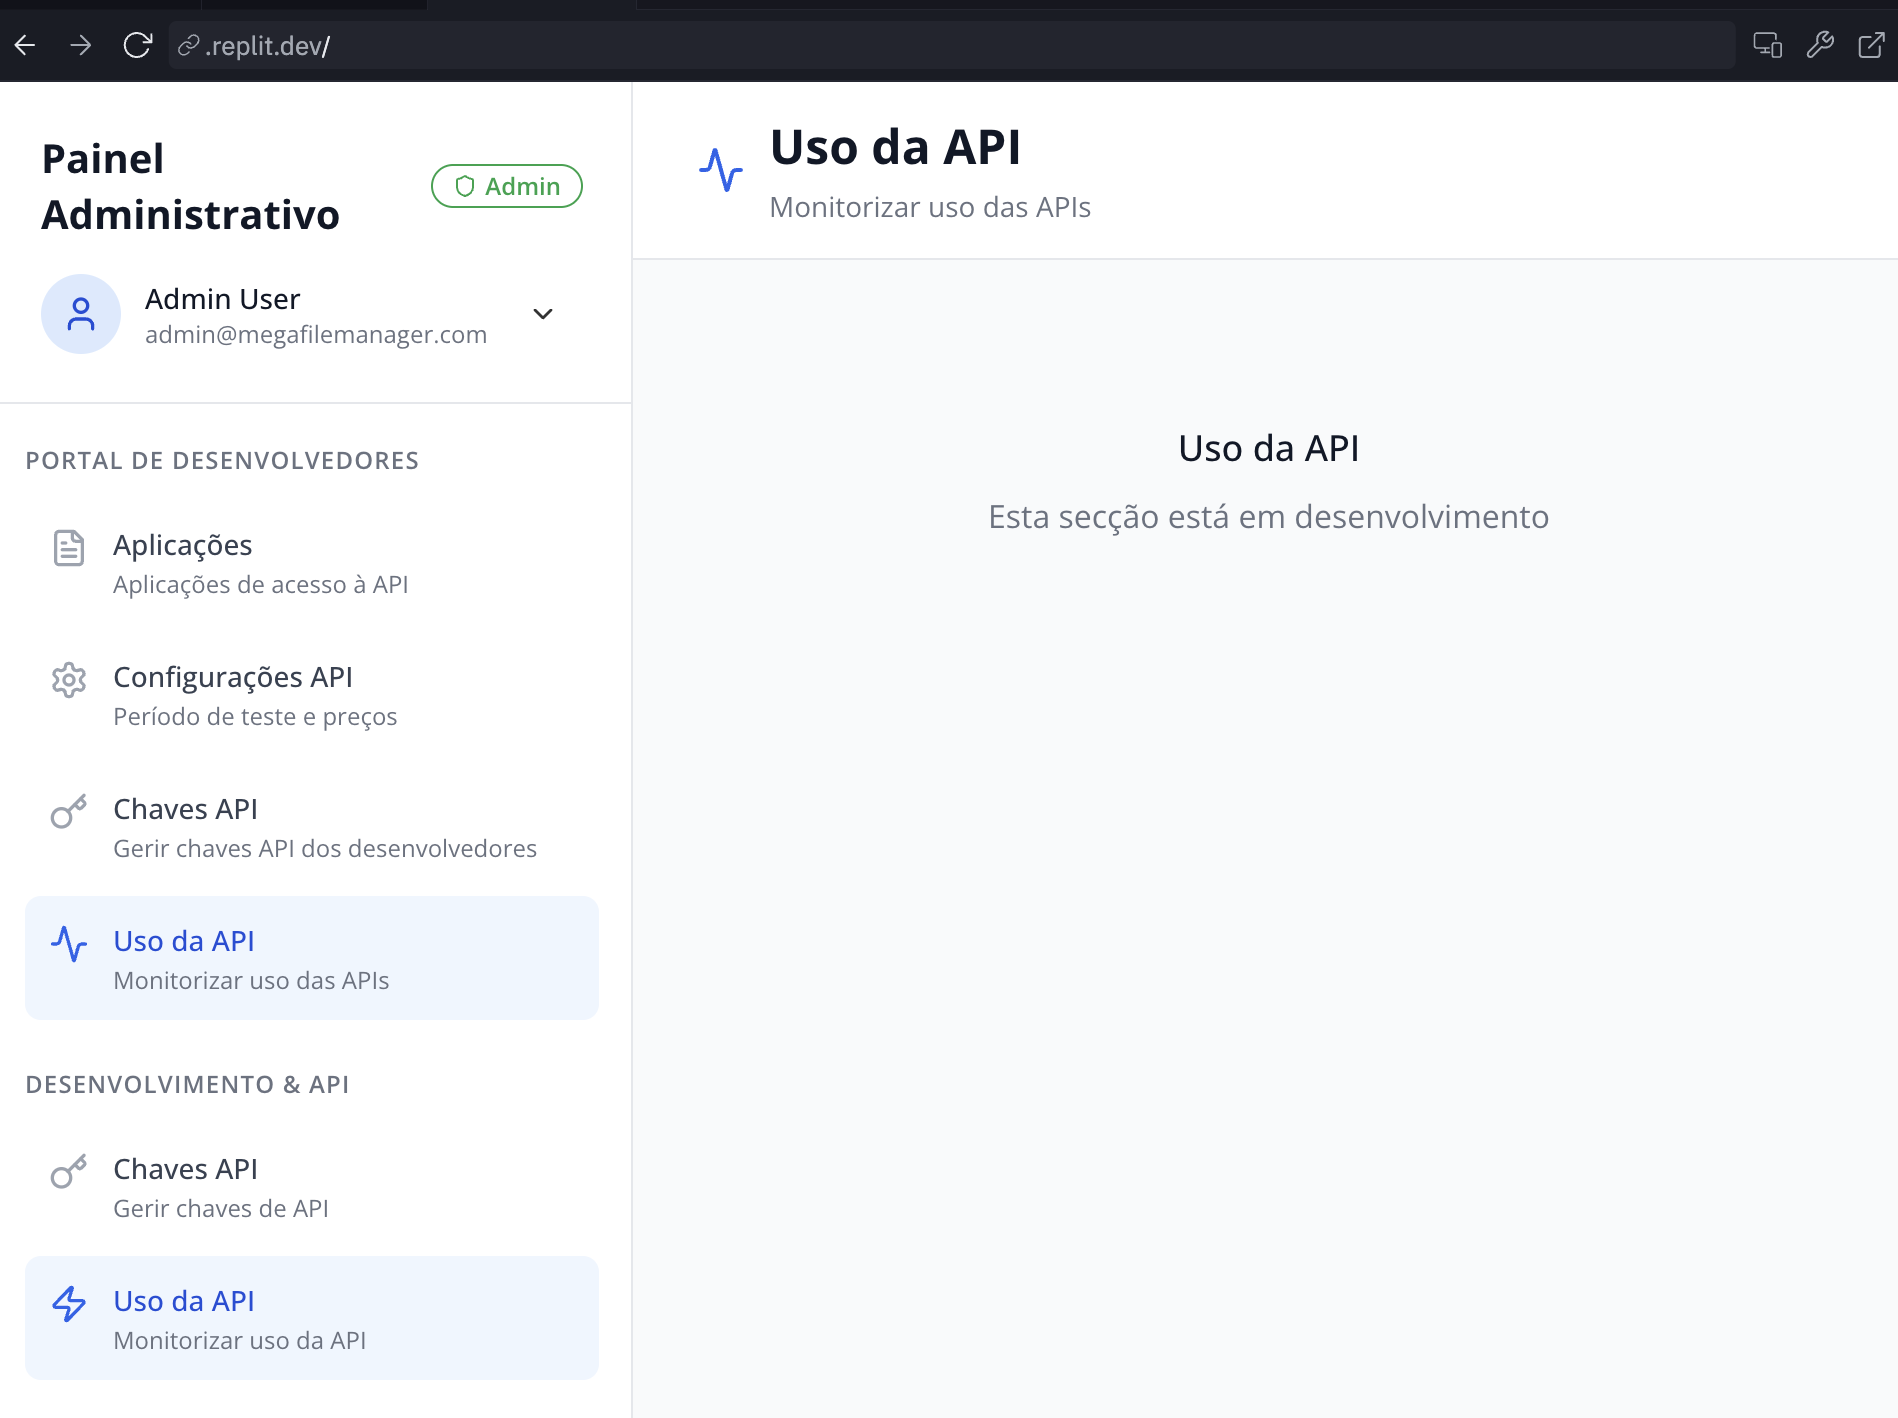 .replit.dev/
Painel
Administrativo
Admin
Admin User
admin@megafilemanager.com
PORTAL DE DESENVOLVEDORES
Aplicações
Aplicações de acesso à API
Configurações API
Período de teste e preços
Chaves API
Gerir chaves API dos desenvolvedores
Uso da API
Monitorizar uso das APIs
DESENVOLVIMENTO & API
Chaves API
Gerir chaves de API
Uso da API
Monitorizar uso da API
Uso da API
Monitorizar uso das APIs
Uso da API
Esta secção está em desenvolvimento